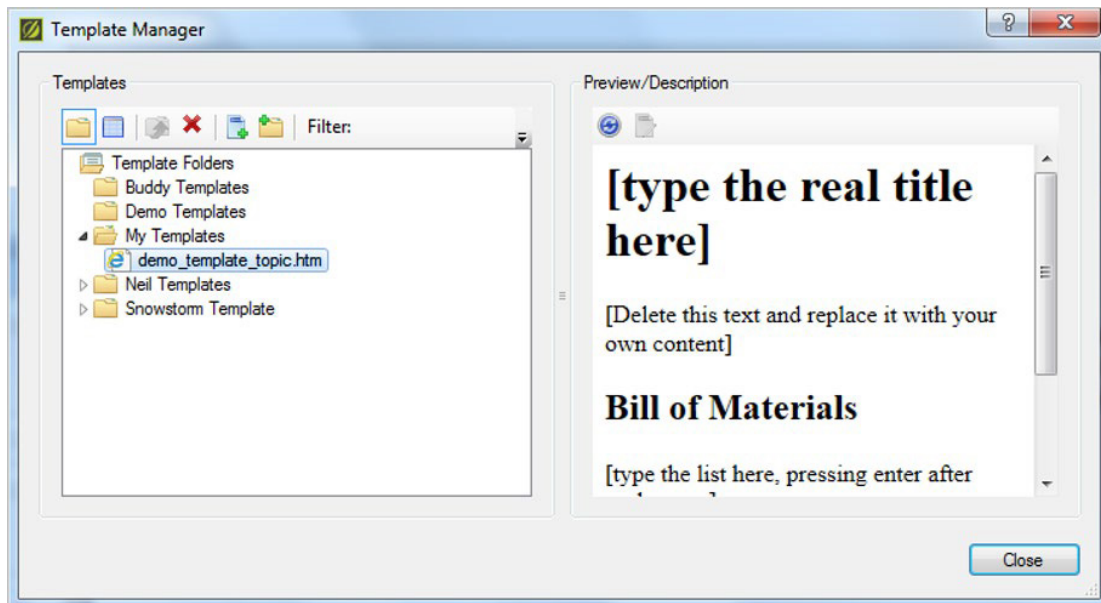 Template Manager
Templates
Filter:
Template Folders
Buddy Templates
Demo Templates
My Templates
demo_template_topic.htm
Neil Templates
Snowstorm Template
Preview/Description
[type the real title
here]
[Delete this text and replace it with your
own content]
Bill of Materials
[type the list here, pressing enter after
Close